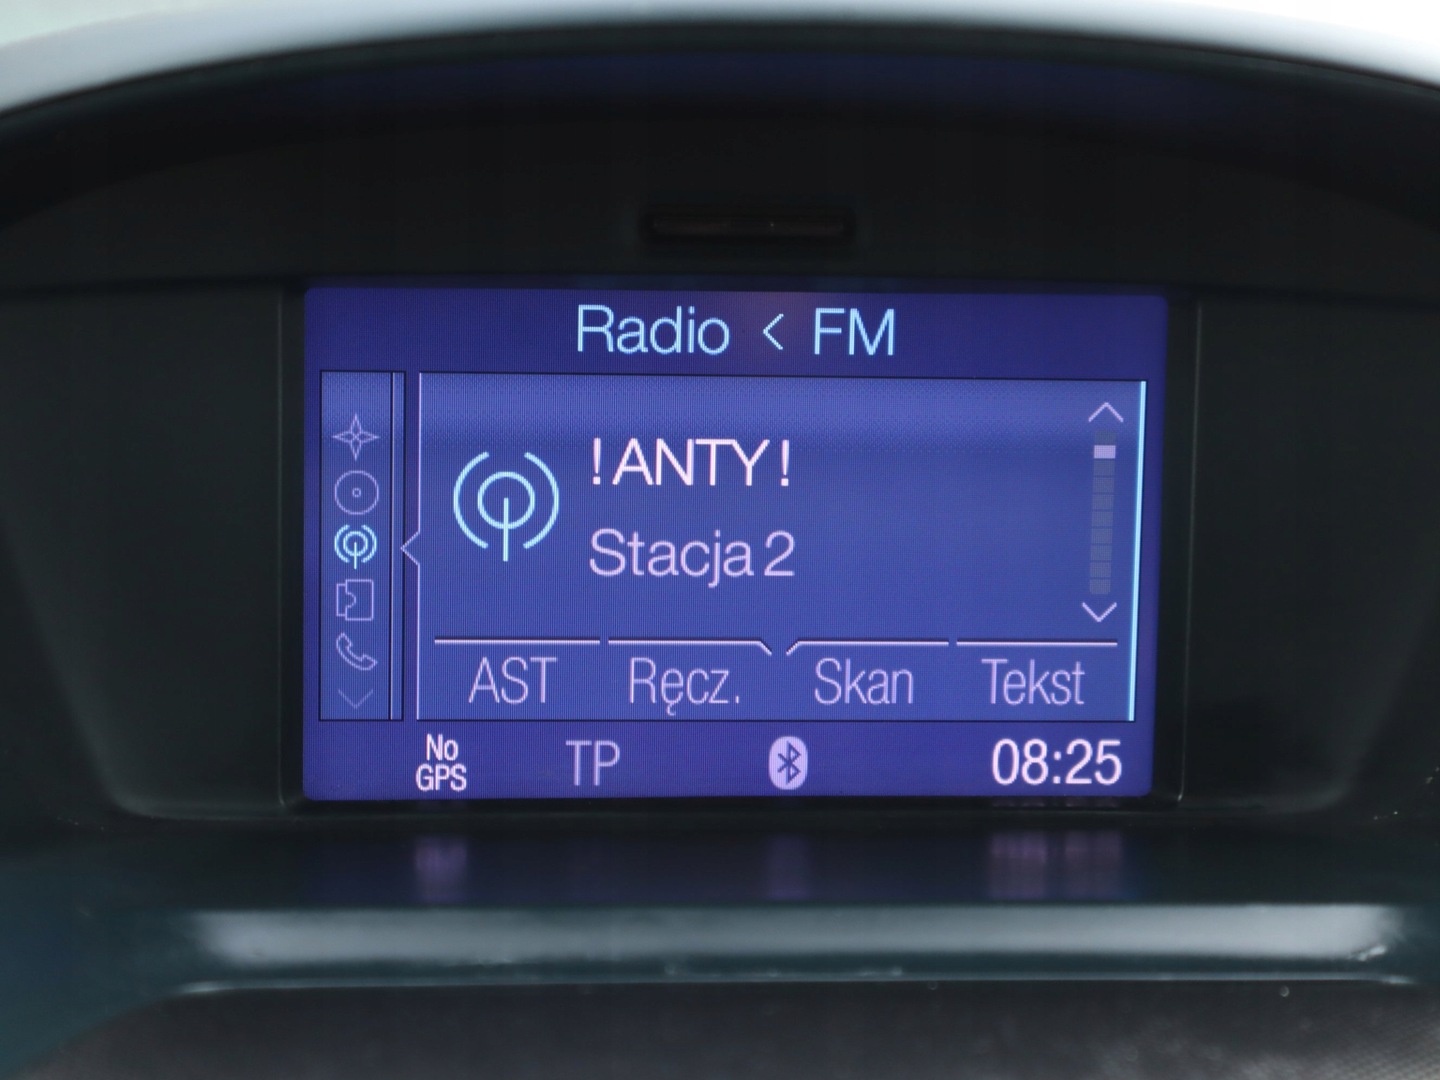 Radio < FM
!ANTY!
Stacja 2
AST Ręcz. Skan Tekst
No
GPS
TP
08:25